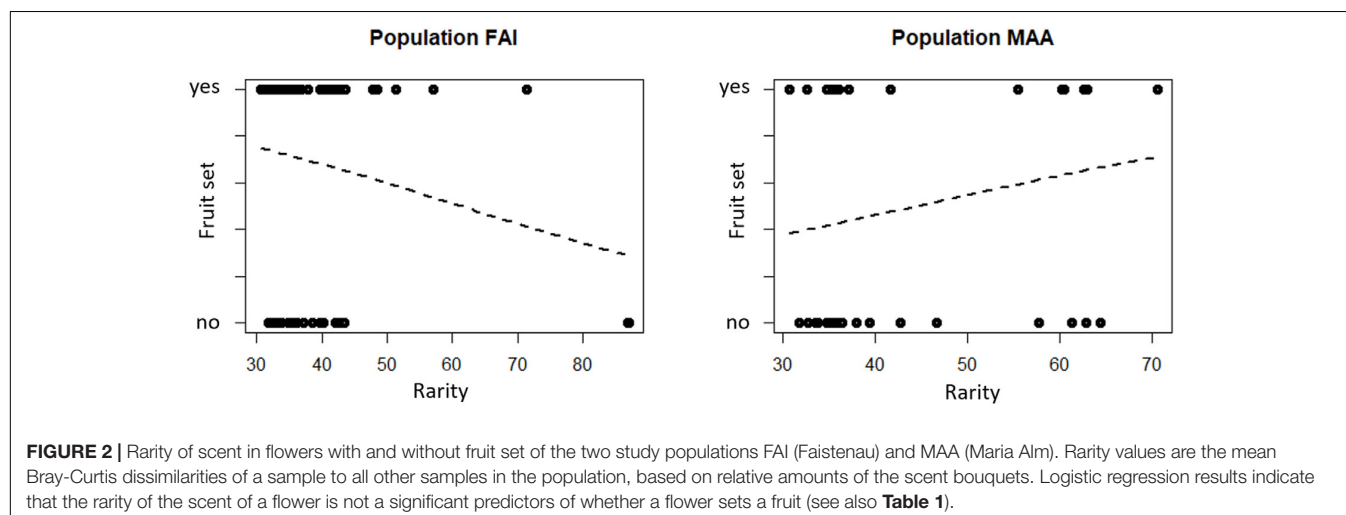 Population FAI
Population MAA
yes
no
Fruit set
30 40 50 60 70 80
Rarity
yes
no
Fruit set
30 40 50 60 70
Rarity
FIGURE 2 | Rarity of scent in flowers with and without fruit set of the two study populations FAI (Faistenau) and MAA (Maria Alm). Rarity values are the mean
Bray-Curtis dissimilarities of a sample to all other samples in the population, based on relative amounts of the scent bouquets. Logistic regression results indicate
that the rarity of the scent of a flower is not a significant predictors of whether a flower sets a fruit (see also Table 1).